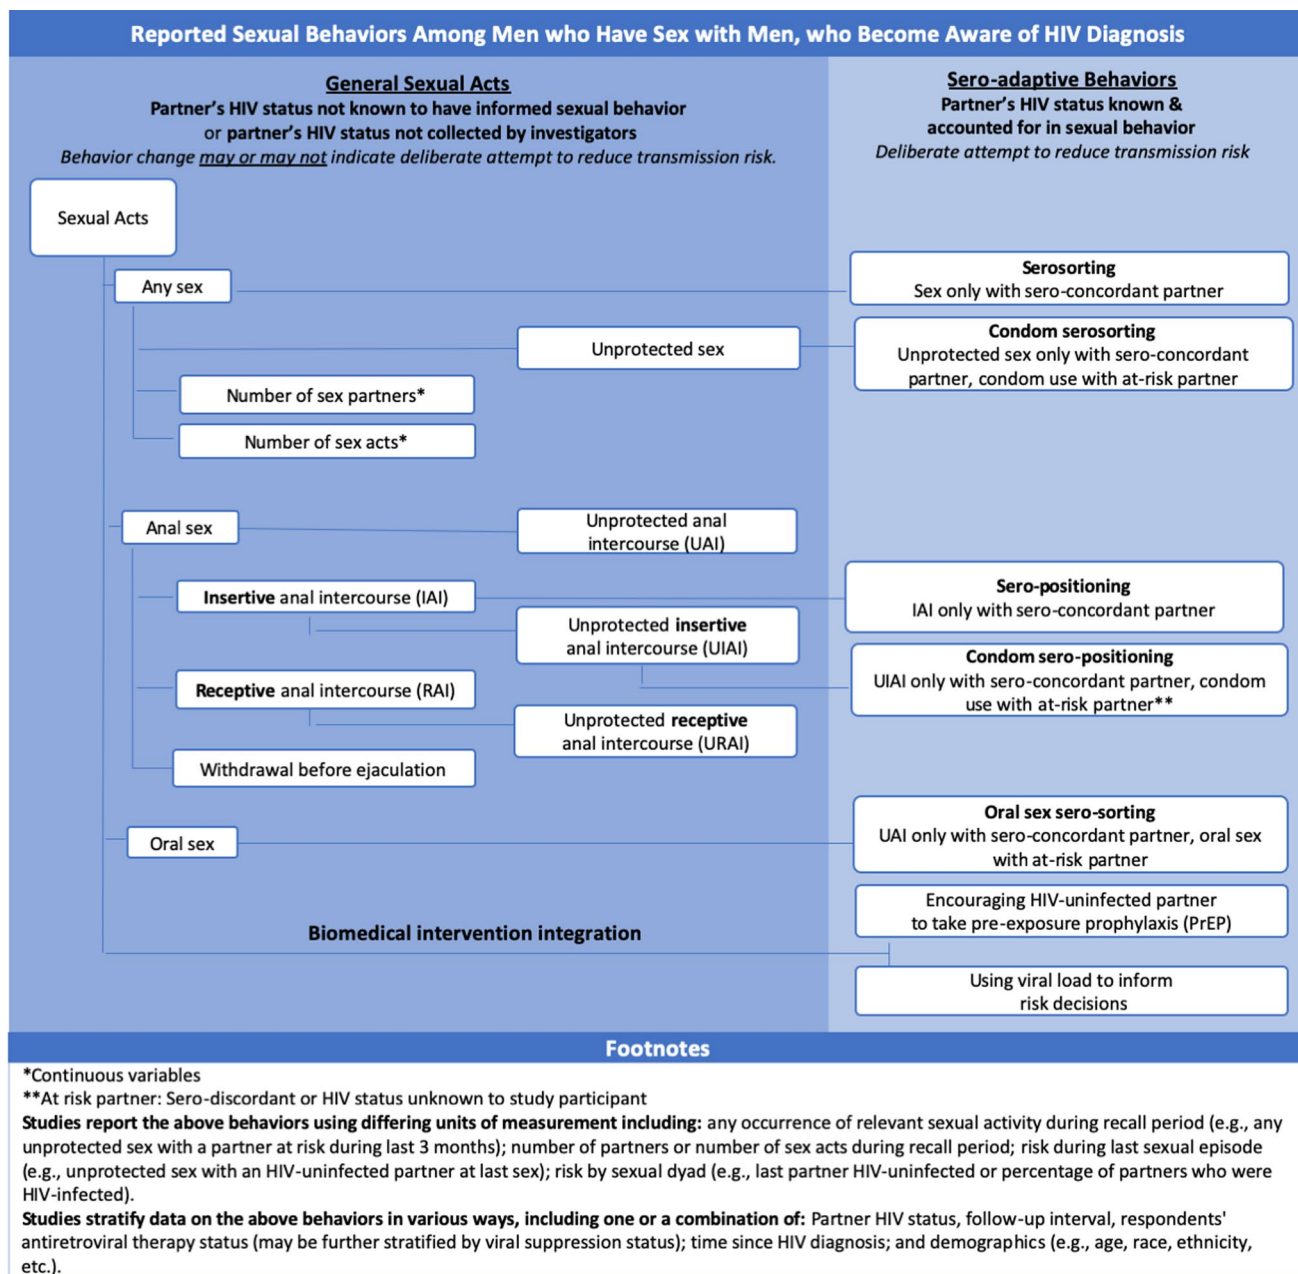 Reported Sexual Behaviors Among Men who Have Sex with Men, who Become Aware of HIV Diagnosis
General Sexual Acts
Partner's HIV status not known to have informed sexual behavior
or partner's HIV status not collected by investigators
Behavior change may or may not indicate deliberate attempt to reduce transmission risk.
Sero-adaptive Behaviors
Partner's HIV status known &
accounted for in sexual behavior
Deliberate attempt to reduce transmission risk
Sexual Acts
Any sex
Serosorting
Sex only with sero-concordant partner
Unprotected sex
Condom serosorting
Unprotected sex only with sero-concordant
partner, condom use with at-risk partner
Number of sex partners*
Number of sex acts*
Anal sex
Unprotected anal
intercourse (UAI)
Insertive anal intercourse (IAI)
Sero-positioning
IAI only with sero-concordant partner
Unprotected insertive
anal intercourse (UIAI)
Condom sero-positioning
UIAI only with sero-concordant partner, condom
use with at-risk partner**
Receptive anal intercourse (RAI)
Unprotected receptive
anal intercourse (URAI)
Withdrawal before ejaculation
Oral sex
Oral sex sero-sorting
UAI only with sero-concordant partner, oral sex
with at-risk partner
Biomedical intervention integration
Encouraging HIV-uninfected partner
to take pre-exposure prophylaxis (PrEP)
Using viral load to inform
risk decisions
Footnotes
*Continuous variables
**At risk partner: Sero-discordant or HIV status unknown to study participant
Studies report the above behaviors using differing units of measurement including: any occurrence of relevant sexual activity during recall period (e.g., any
unprotected sex with a partner at risk during last 3 months); number of partners or number of sex acts during recall period; risk during last sexual episode
(e.g., unprotected sex with an HIV-uninfected partner at last sex); risk by sexual dyad (e.g., last partner HIV-uninfected or percentage of partners who were
HIV-infected).
Studies stratify data on the above behaviors in various ways, including one or a combination of: Partner HIV status, follow-up interval, respondents'
antiretroviral therapy status (may be further stratified by viral suppression status); time since HIV diagnosis; and demographics (e.g., age, race, ethnicity,
etc.).